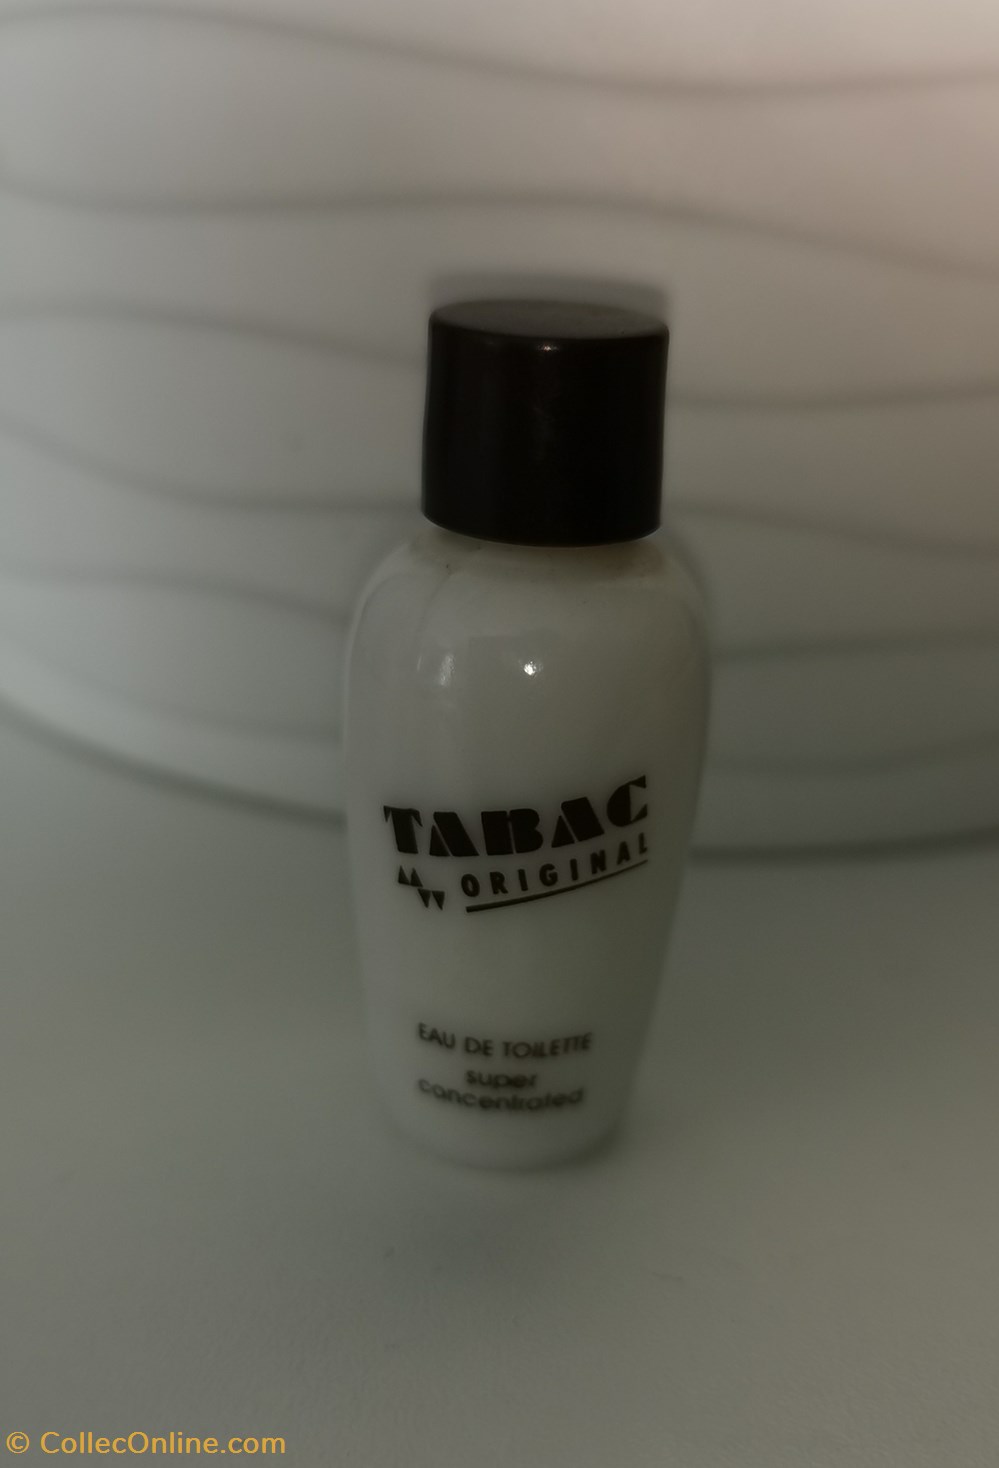 TABAC
ORIGINAL
EAU DE TOILETTE
super
concentrated
© CollecOnline.com